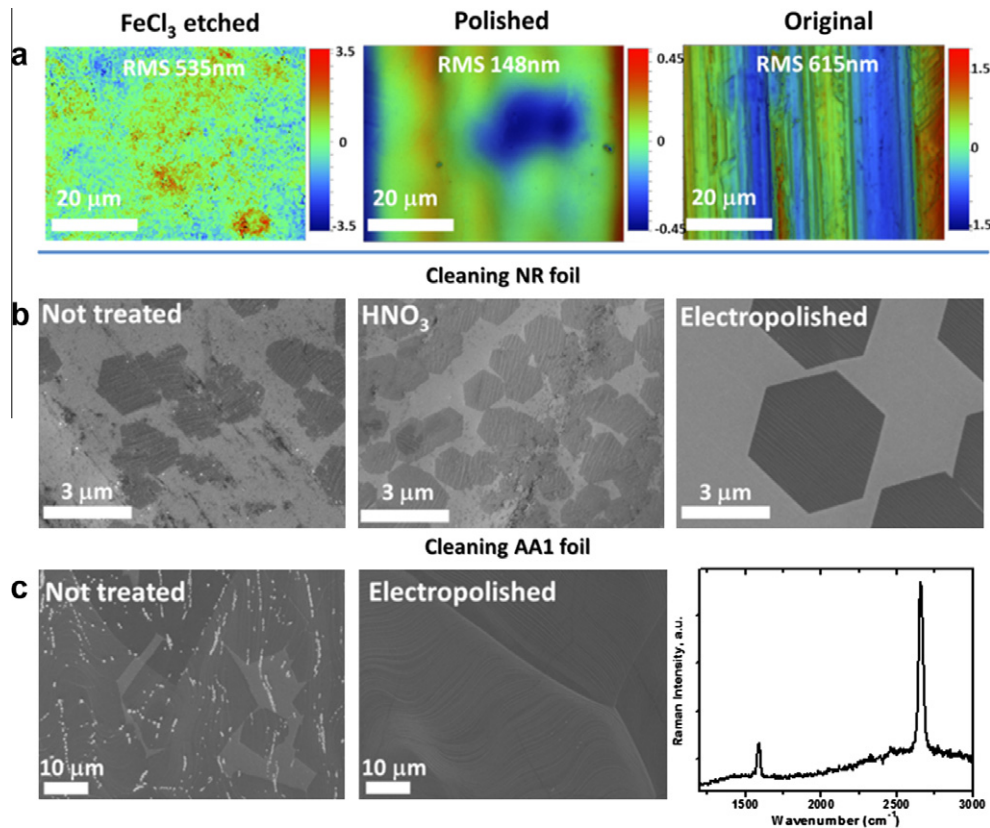 FeCl3 etched
Polished
Original
a
RMS 535nm
3.5
0
-3.5
20 μm
RMS 148nm
0.45
0
-0.45
20 μm
RMS 615nm
1.5
0
-1.5
20 μm
Cleaning NR foil
b
Not treated
3 μm
HNO3
3 μm
Electropolished
3 μm
Cleaning AA1 foil
c
Not treated
10 μm
Electropolished
10 μm
Raman Intensity, a.u.
1500
2000
2500
3000
Wavenumber (cm-1)